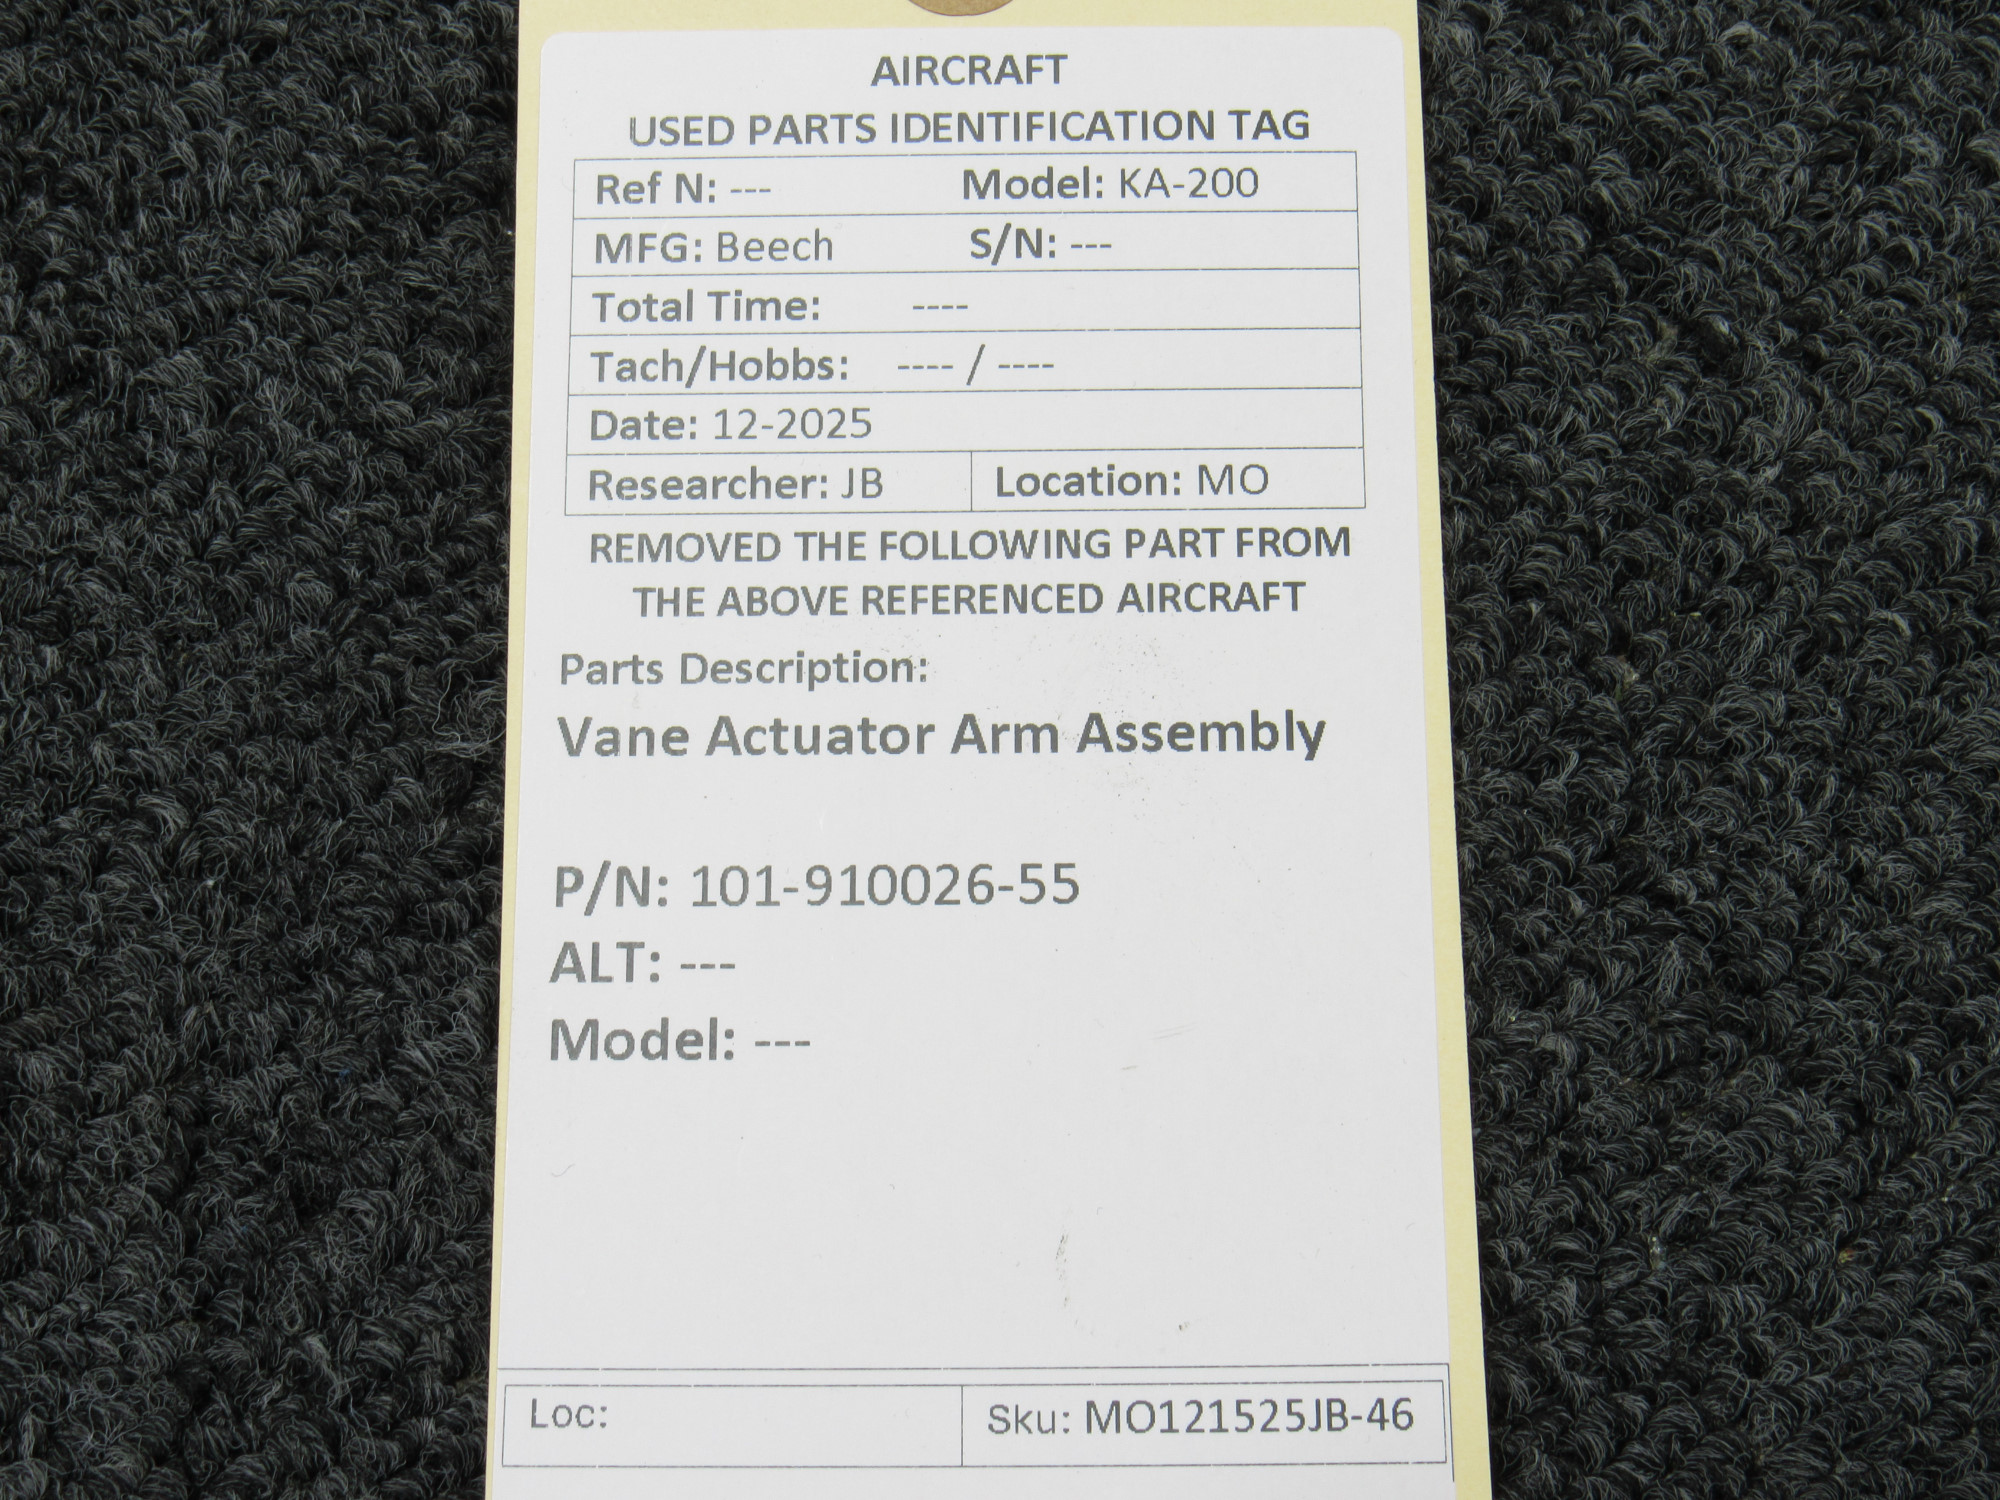 AIRCRAFT
USED PARTS IDENTIFICATION TAG
Ref N: --- Model: KA-200
MFG: Beech S/N: ---
Total Time: ----
Tach/Hobbs: ---- / ----
Date: 12-2025
Researcher: JB Location: MO
REMOVED THE FOLLOWING PART FROM
THE ABOVE REFERENCED AIRCRAFT
Parts Description:
Vane Actuator Arm Assembly
P/N: 101-910026-55
ALT: ---
Model: ---
Loc: Sku: MO121525JB-46